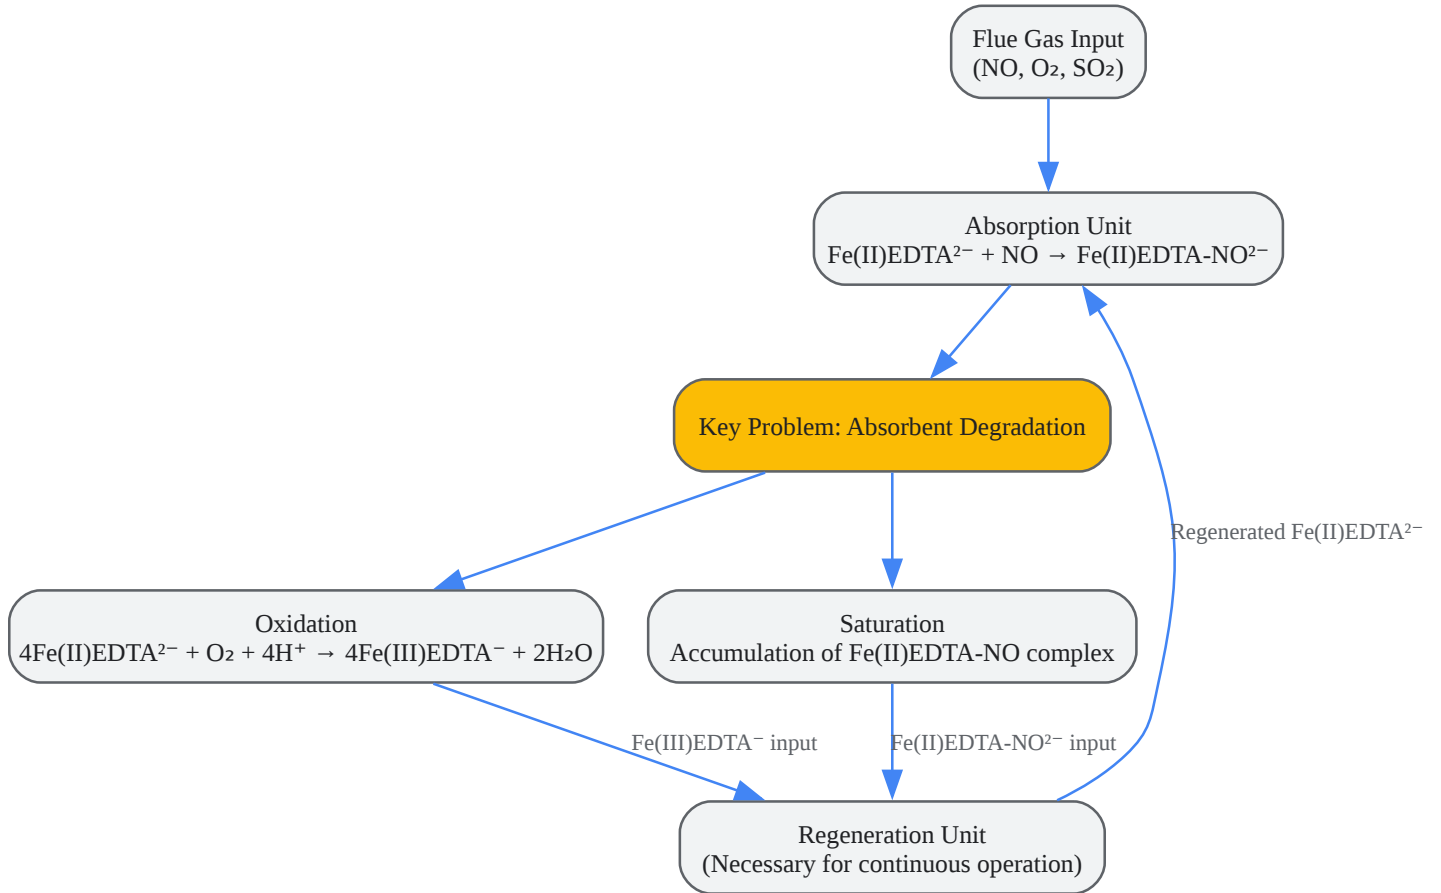 Flue Gas Input
(NO, O₂, SO₂)
Absorption Unit
Fe(II)EDTA²⁻ + NO → Fe(II)EDTA-NO²⁻
Key Problem: Absorbent Degradation
Regenerated Fe(II)EDTA²⁻
Oxidation
4Fe(II)EDTA²⁻ + O₂ + 4H⁺ → 4Fe(III)EDTA⁻ + 2H₂O
Saturation
Accumulation of Fe(II)EDTA-NO complex
Fe(III)EDTA⁻ input
Fe(II)EDTA-NO²⁻ input
Regeneration Unit
(Necessary for continuous operation)